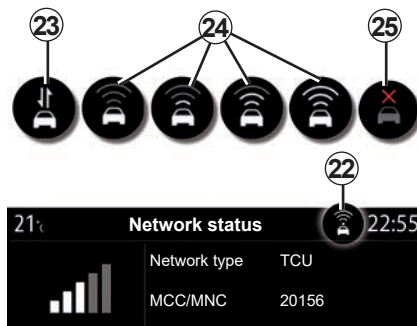 23
24
25
22
21°c
Network status
22:55
Network type
TCU
MCC/MNC
20156